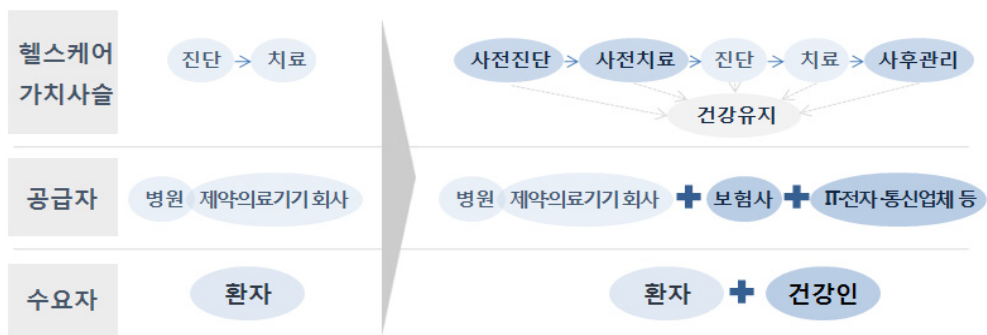 헬스케어
가치사슬
진단 → 치료
사전진단 → 사전치료 → 진단 → 치료 → 사후관리
건강유지
공급자
병원 제약·의료기기 회사
병원 제약·의료기기 회사 + 보험사 + IT·전자·통신업체 등
수요자
환자
환자 + 건강인